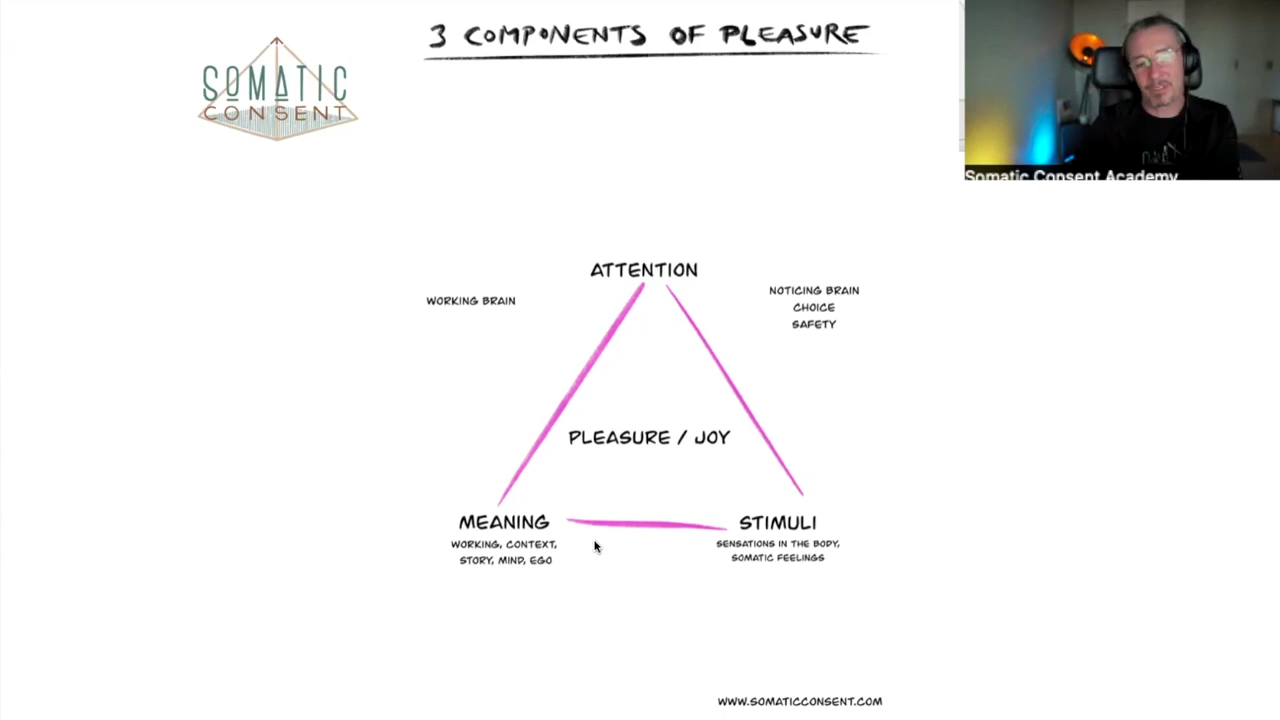 3 COMPONENTS OF PLEASURE
SOMATIC
CONSENT
Somatic Consent Academy
ATTENTION
WORKING BRAIN
NOTICING BRAIN
CHOICE
SAFETY
PLEASURE / JOY
MEANING
WORKING, CONTEXT,
STORY, MIND, EGO
STIMULI
SENSATIONS IN THE BODY,
SOMATIC FEELINGS
WWW.SOMATICCONSENT.COM